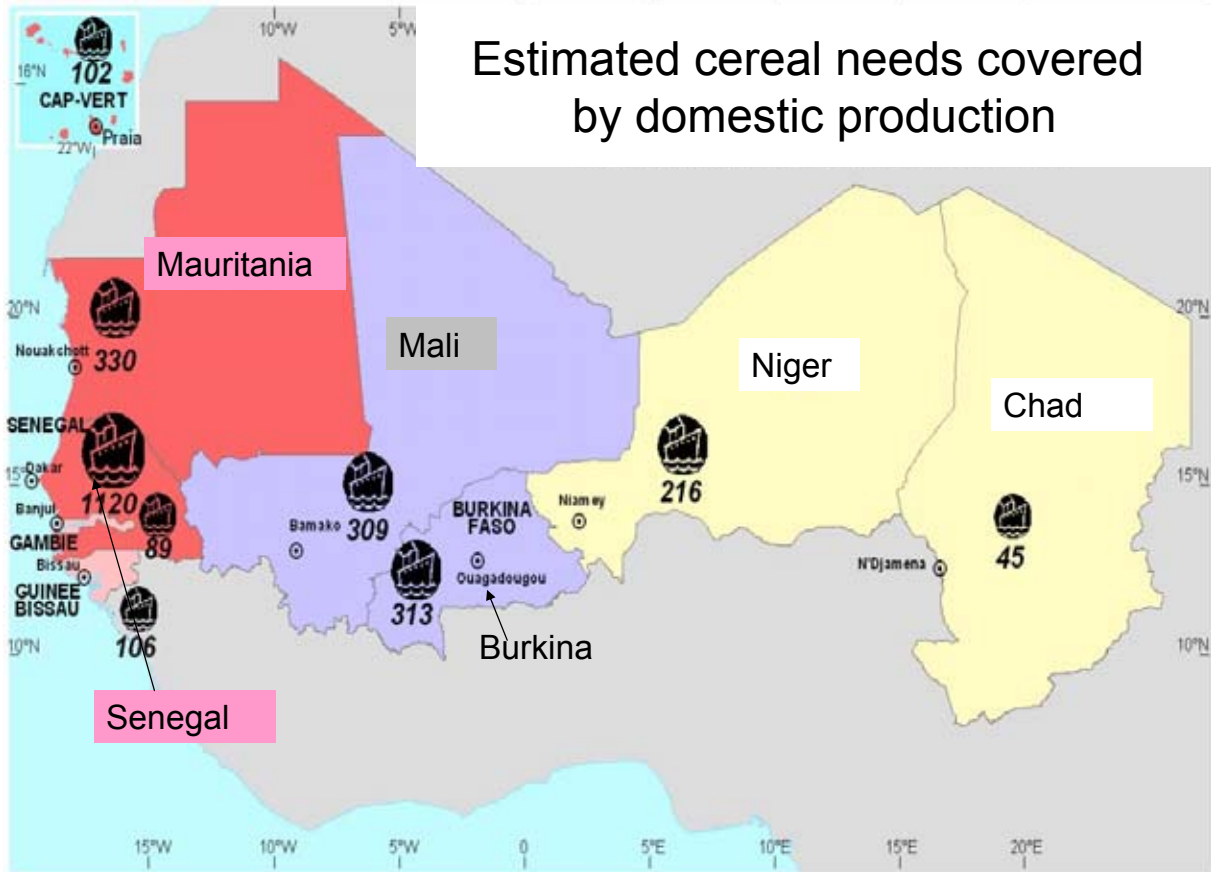 Estimated cereal needs covered
by domestic production
10°W
5°W
16°N
102
CAP-VERT
Praia
22°W
Mauritania
20°N
20°N
Nouakchott
330
Mali
Niger
Chad
SENEGAL
15°
Dakar
15°N
1120
Banjul
89
GAMBIE
Bissau
GUINEE
BISSAU
106
Bamako
309
BURKINA
FASO
Ouagadougou
313
Burkina
Niamey
216
N'Djamena
45
10°N
10°N
Senegal
15°W
10°W
5°W
0
5°E
10°E
15°E
20°E